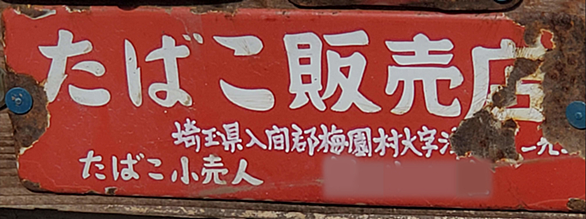 たばこ販売店
埼玉県入间郡梅園村大字
たばこ小売人